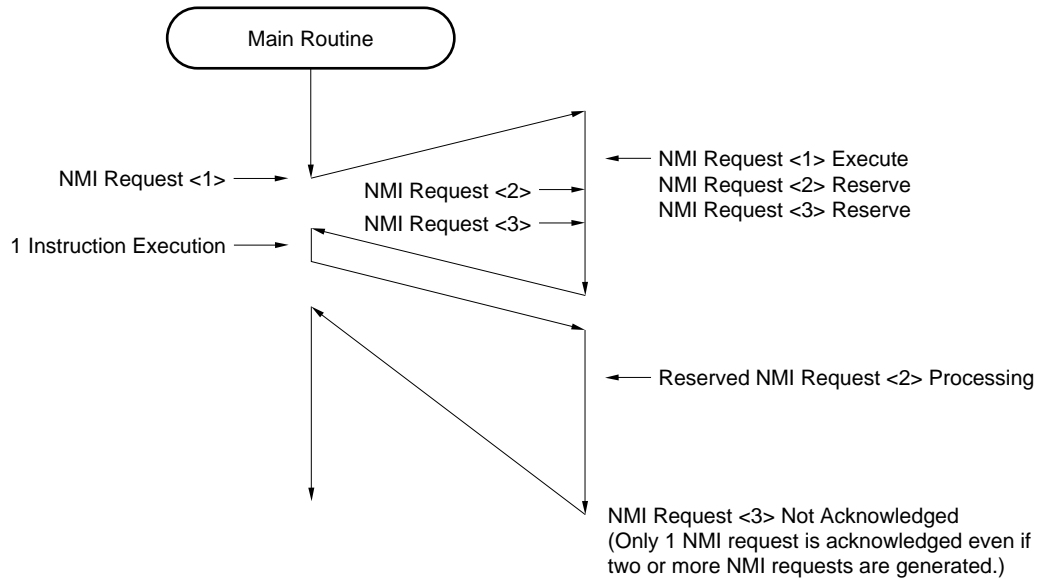 Main Routine
NMI Request <1>
NMI Request <1> Execute
NMI Request <2> Reserve
NMI Request <3> Reserve
NMI Request <2>
NMI Request <3>
1 Instruction Execution
Reserved NMI Request <2> Processing
NMI Request <3> Not Acknowledged
(Only 1 NMI request is acknowledged even if
two or more NMI requests are generated.)